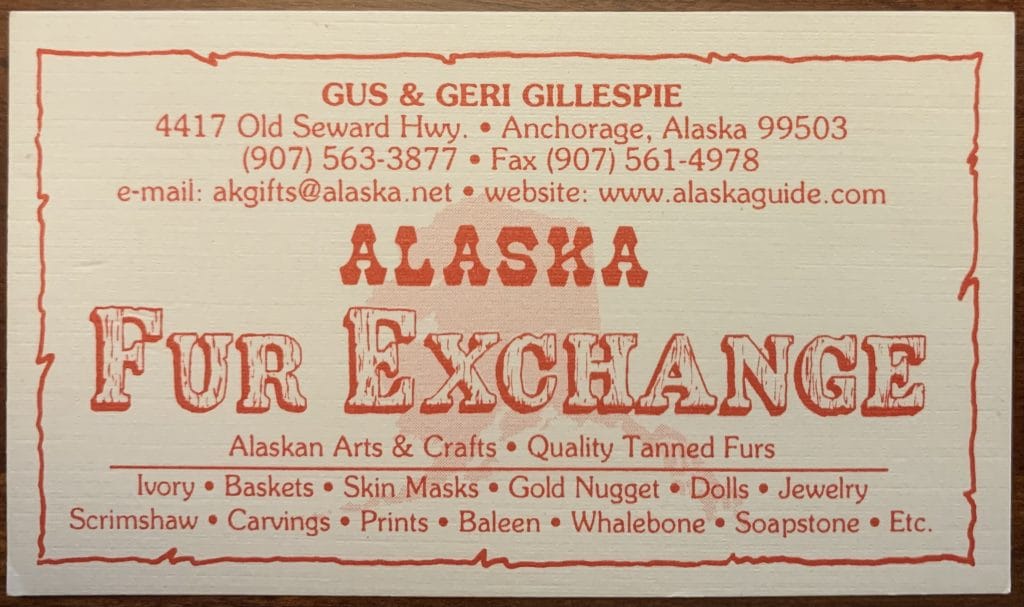 GUS & GERI GILLESPIE
4417 Old Seward Hwy. • Anchorage, Alaska 99503
(907) 563-3877 • Fax (907) 561-4978
e-mail: akgifts@alaska.net • website: www.alaskaguide.com
ALASKA
FUR EXCHANGE
Alaskan Arts & Crafts • Quality Tanned Furs
Ivory • Baskets • Skin Masks • Gold Nugget • Dolls • Jewelry
Scrimshaw • Carvings • Prints • Baleen • Whalebone • Soapstone • Etc.